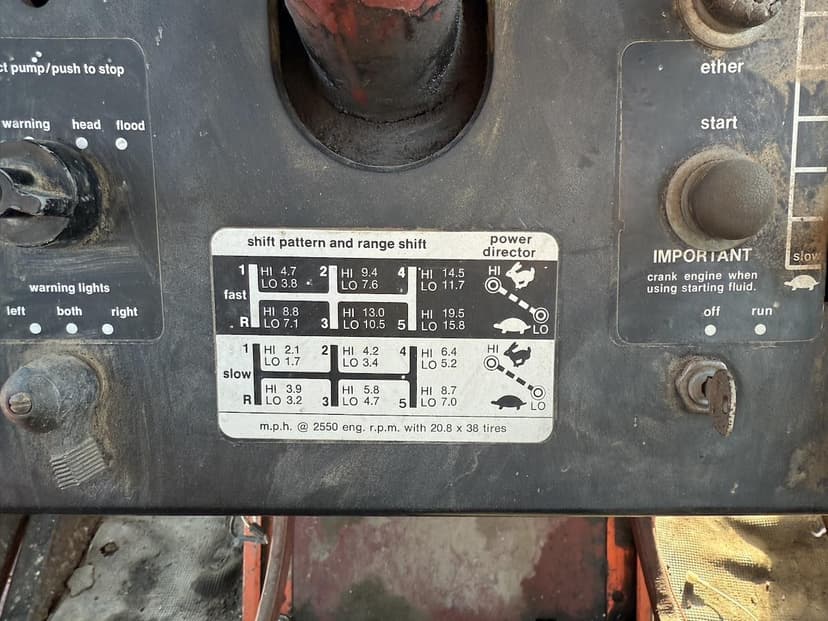 ct pump/push to stop
warning head flood
warning lights
left both right
ether
start
IMPORTANT
crank engine when
using starting fluid.
off run
slow
shift pattern and range shift
power
director
1 HI 4.7 2 HI 9.4 4 HI 14.5 HI
LO 3.8 LO 7.6 LO 11.7
fast
HI 8.8 HI 13.0 HI 19.5
R LO 7.1 3 LO 10.5 5 LO 15.8 LO
1 HI 2.1 2 HI 4.2 4 HI 6.4 HI
LO 1.7 LO 3.4 LO 5.2
slow
HI 3.9 HI 5.8 HI 8.7
R LO 3.2 3 LO 4.7 5 LO 7.0 LO
m.p.h. @ 2550 eng. r.p.m. with 20.8 x 38 tires